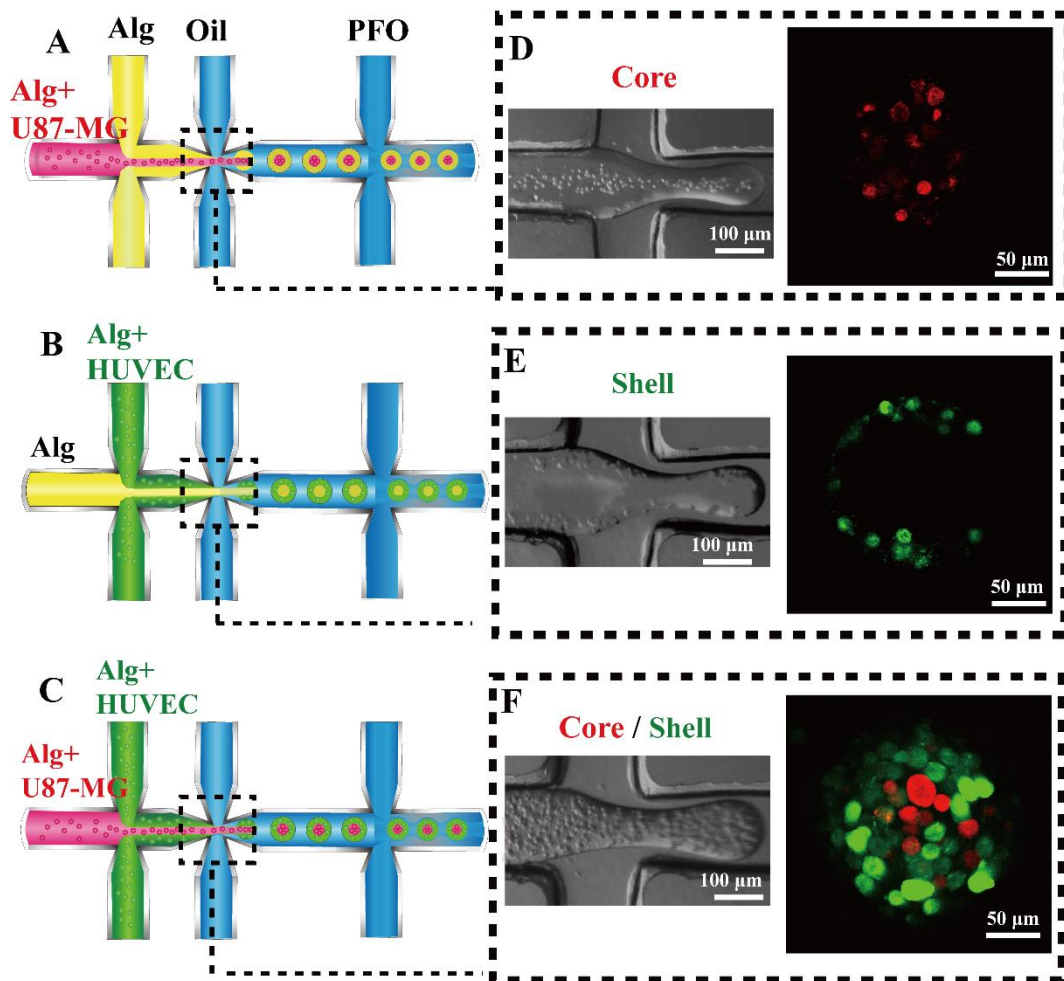 A
Alg
Oil
PFO
Alg+
U87-MG
D
Core
100 μm
50 μm
B
Alg+
HUVEC
Alg
E
Shell
100 μm
50 μm
C
Alg+
HUVEC
Alg+
U87-MG
F
Core / Shell
100 μm
50 μm